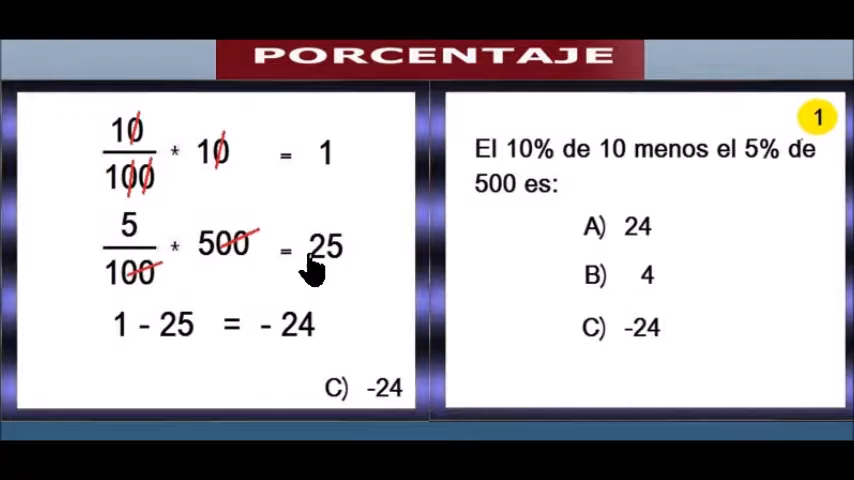 PORCENTAJE
10/100 * 10 = 1
5/100 * 500 = 25
1 - 25 = - 24
C) -24
1
El 10% de 10 menos el 5% de
500 es:
A) 24
B) 4
C) -24